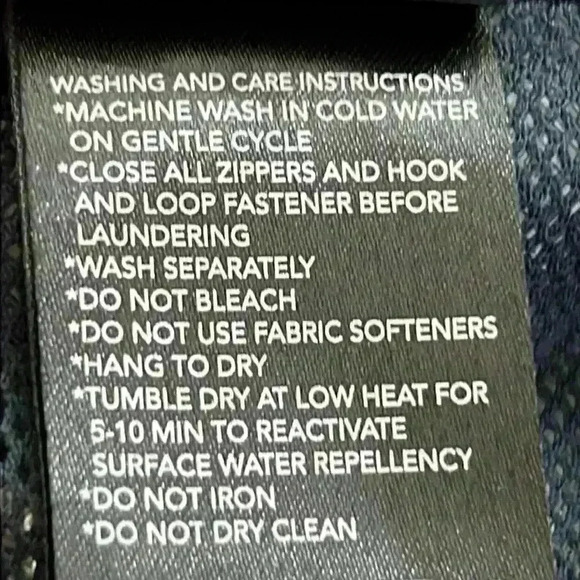 WASHING AND CARE INSTRUCTIONS
*MACHINE WASH IN COLD WATER
ON GENTLE CYCLE
*CLOSE ALL ZIPPERS AND HOOK
AND LOOP FASTENER BEFORE
LAUNDERING
*WASH SEPARATELY
*DO NOT BLEACH
*DO NOT USE FABRIC SOFTENERS
*HANG TO DRY
*TUMBLE DRY AT LOW HEAT FOR
5-10 MIN TO REACTIVATE
SURFACE WATER REPELLENCY
*DO NOT IRON
*DO NOT DRY CLEAN